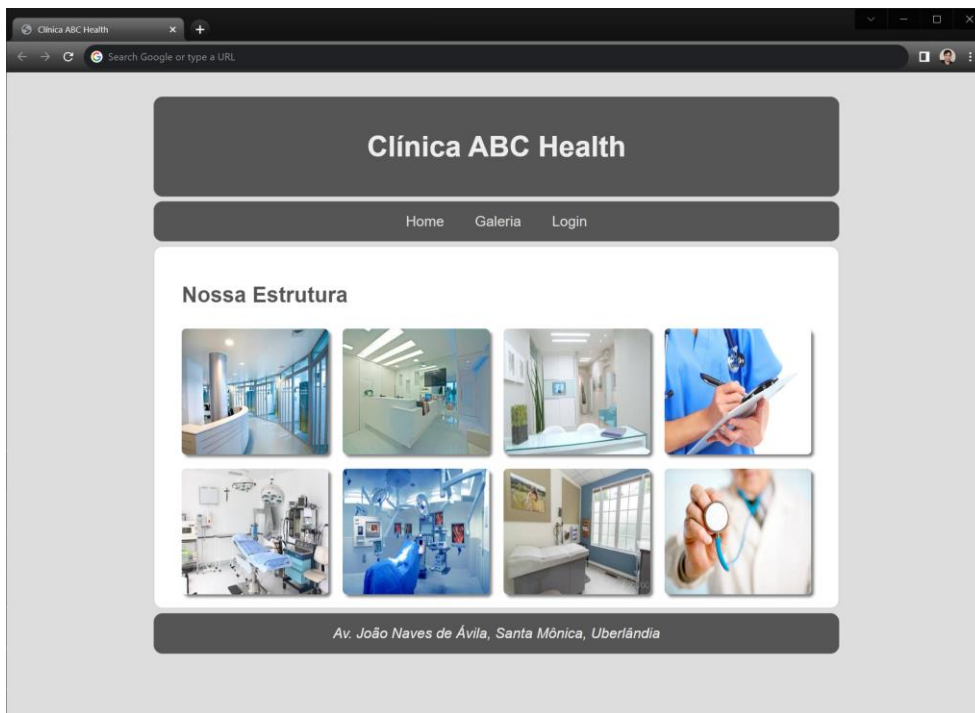 Clínica ABC Health
Search Google or type a URL
Clínica ABC Health
Home Galeria Login
Nossa Estrutura
Av. João Naves de Ávila, Santa Mônica, Uberlândia